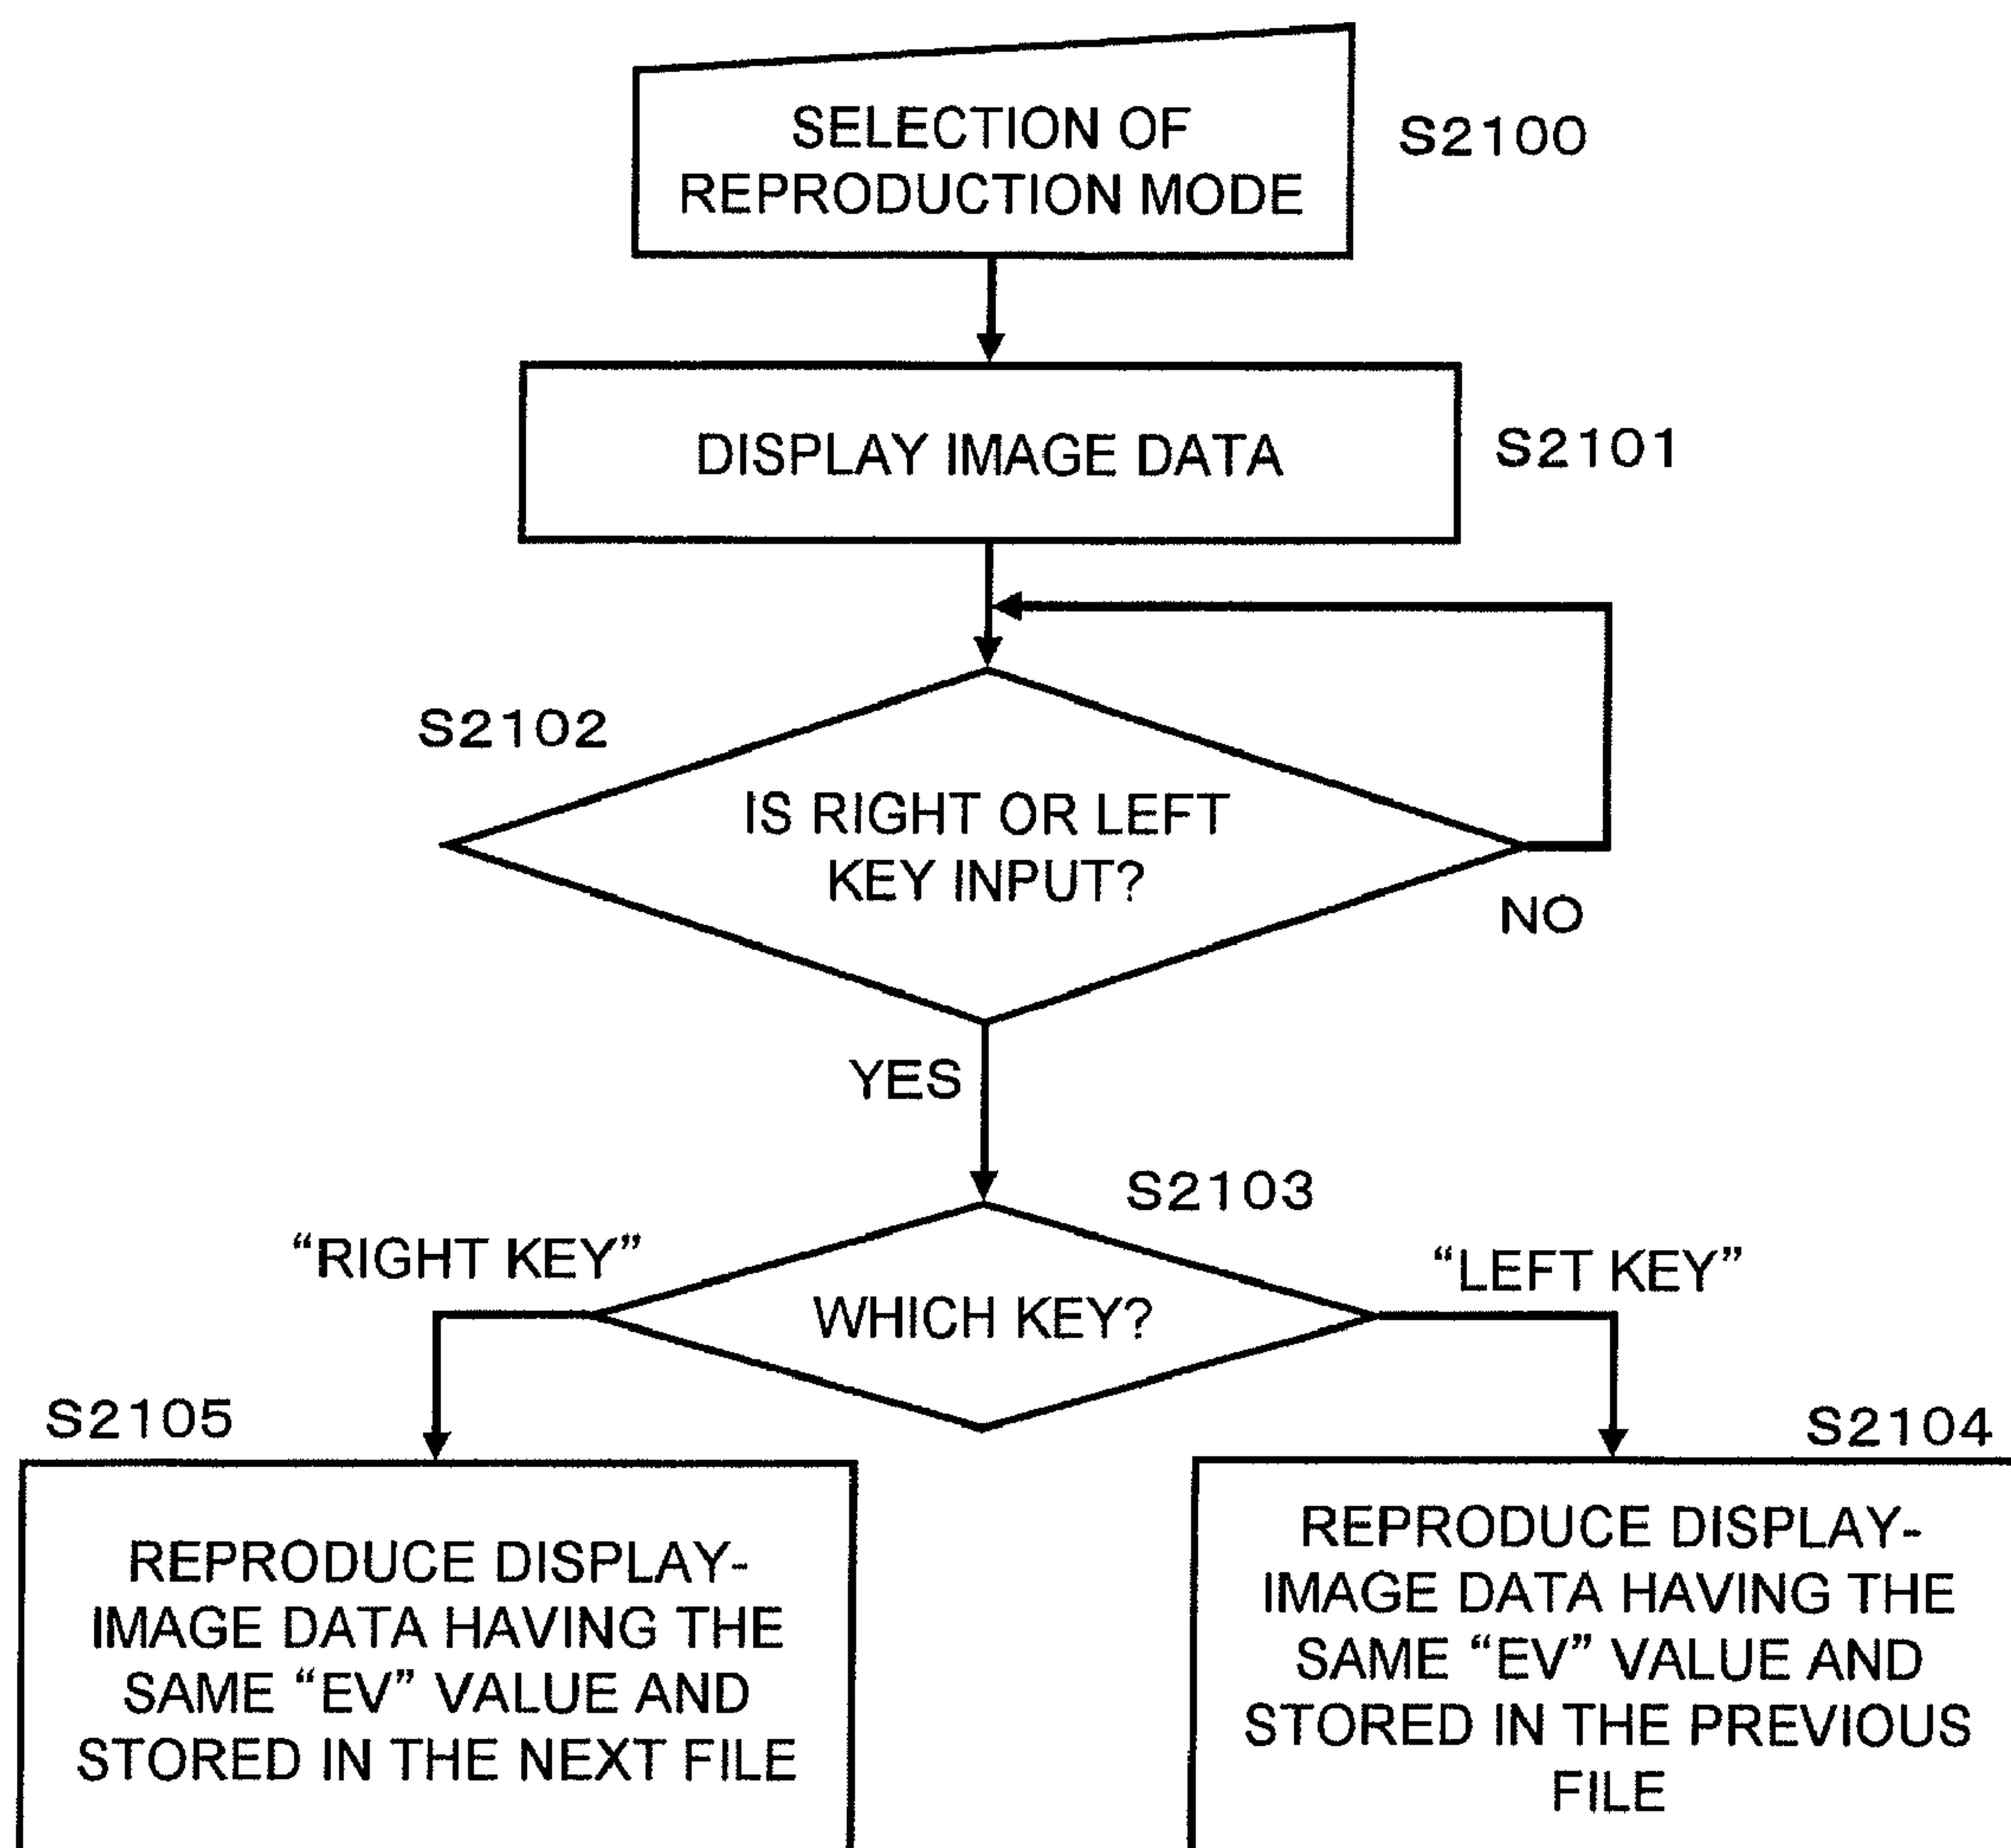 SELECTION OF
REPRODUCTION MODE
S2100
DISPLAY IMAGE DATA
S2101
S2102
IS RIGHT OR LEFT
KEY INPUT?
NO
YES
S2103
“RIGHT KEY”
WHICH KEY?
“LEFT KEY”
S2105
REPRODUCE DISPLAY-
IMAGE DATA HAVING THE
SAME “EV” VALUE AND
STORED IN THE NEXT FILE
S2104
REPRODUCE DISPLAY-
IMAGE DATA HAVING THE
SAME “EV” VALUE AND
STORED IN THE PREVIOUS
FILE